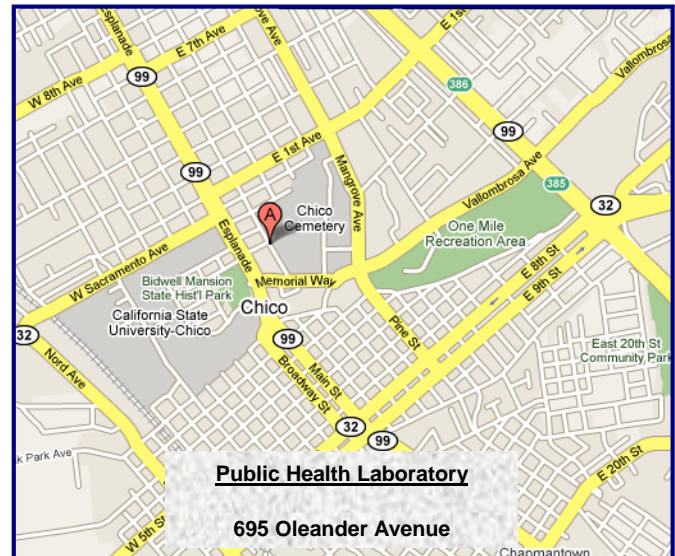 Esplanade
E 7th Ave
W 8th Ave
99
Mangrove Ave
E 1st
386
99
Vallombrosa
99
E 1st Ave
Mangrove Ave
Vallombrosa Ave
385
32
A
Chico
Cemetery
One Mile
Recreation Area
Esplanade
W Sacramento Ave
Bidwell Mansion
State Hist'l Park
Memorial Way
E 8th St
E 9th St
California State
University-Chico
Chico
32
Nord Ave
99
Main St
Broadway St
Pine St
East 20th St
Community Park
32
99
k Park Ave
W 5th St
E 20th St
Chapmantown
Public Health Laboratory
695 Oleander Avenue